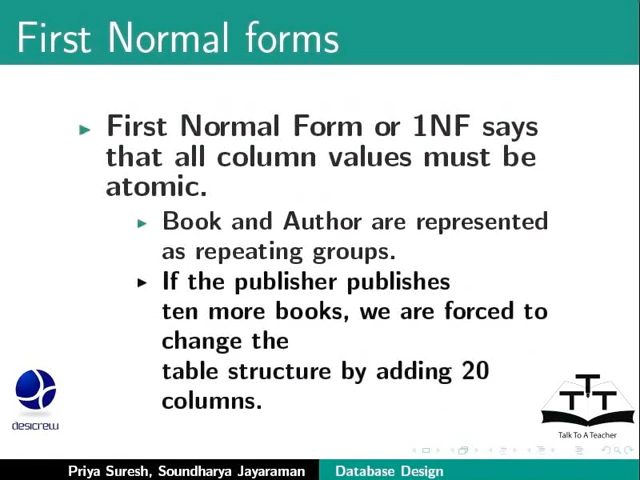 First Normal forms
First Normal Form or 1NF says
that all column values must be
atomic.
Book and Author are represented
as repeating groups.
If the publisher publishes
ten more books, we are forced to
change the
table structure by adding 20
columns.
desicrew
TTT
Talk To A Teacher
Priya Suresh, Soundharya Jayaraman Database Design